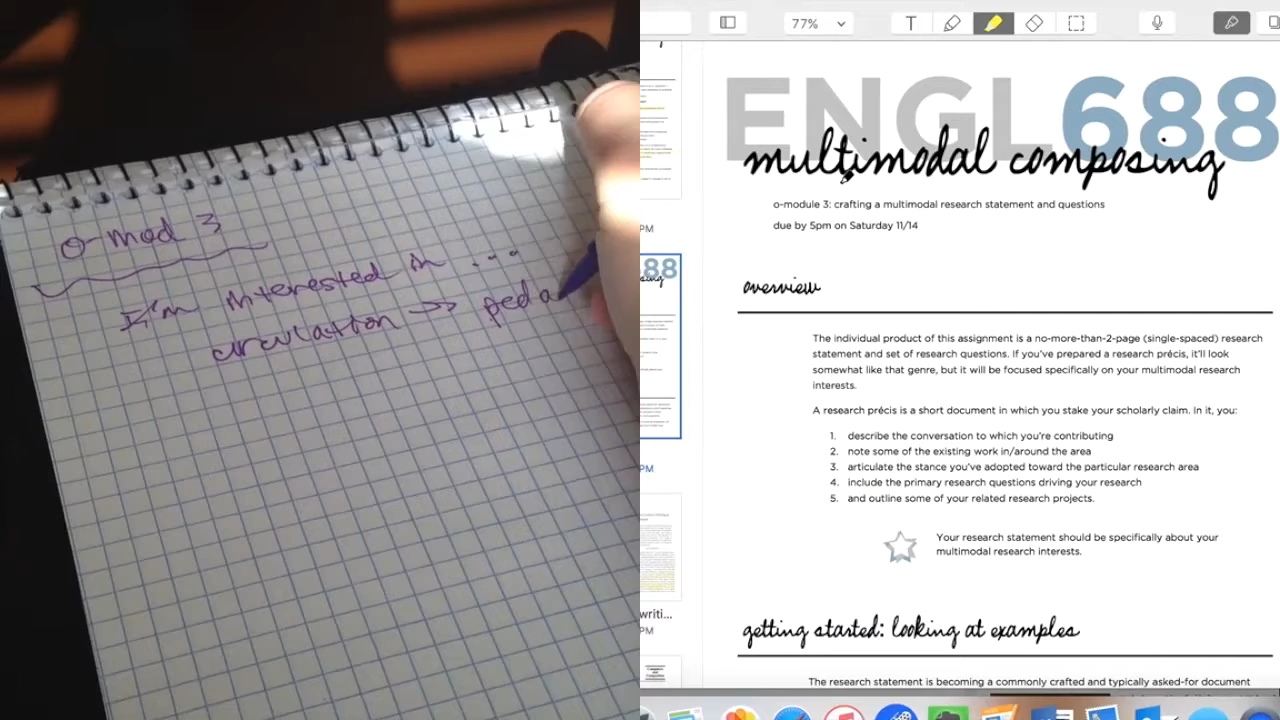 o-mod 3
I'm interested in ...
circulation → peda
77%
T
ENGL 688
multimodal composing
o-module 3: crafting a multimodal research statement and questions
due by 5pm on Saturday 11/14
overview
The individual product of this assignment is a no-more-than-2-page (single-spaced) research
statement and set of research questions. If you've prepared a research précis, it'll look
somewhat like that genre, but it will be focused specifically on your multimodal research
interests.
A research précis is a short document in which you stake your scholarly claim. In it, you:
1. describe the conversation to which you're contributing
2. note some of the existing work in/around the area
3. articulate the stance you've adopted toward the particular research area
4. include the primary research questions driving your research
5. and outline some of your related research projects.
Your research statement should be specifically about your
multimodal research interests.
getting started: looking at examples
The research statement is becoming a commonly crafted and typically asked-for document
PM
88
PM
writi...
PM